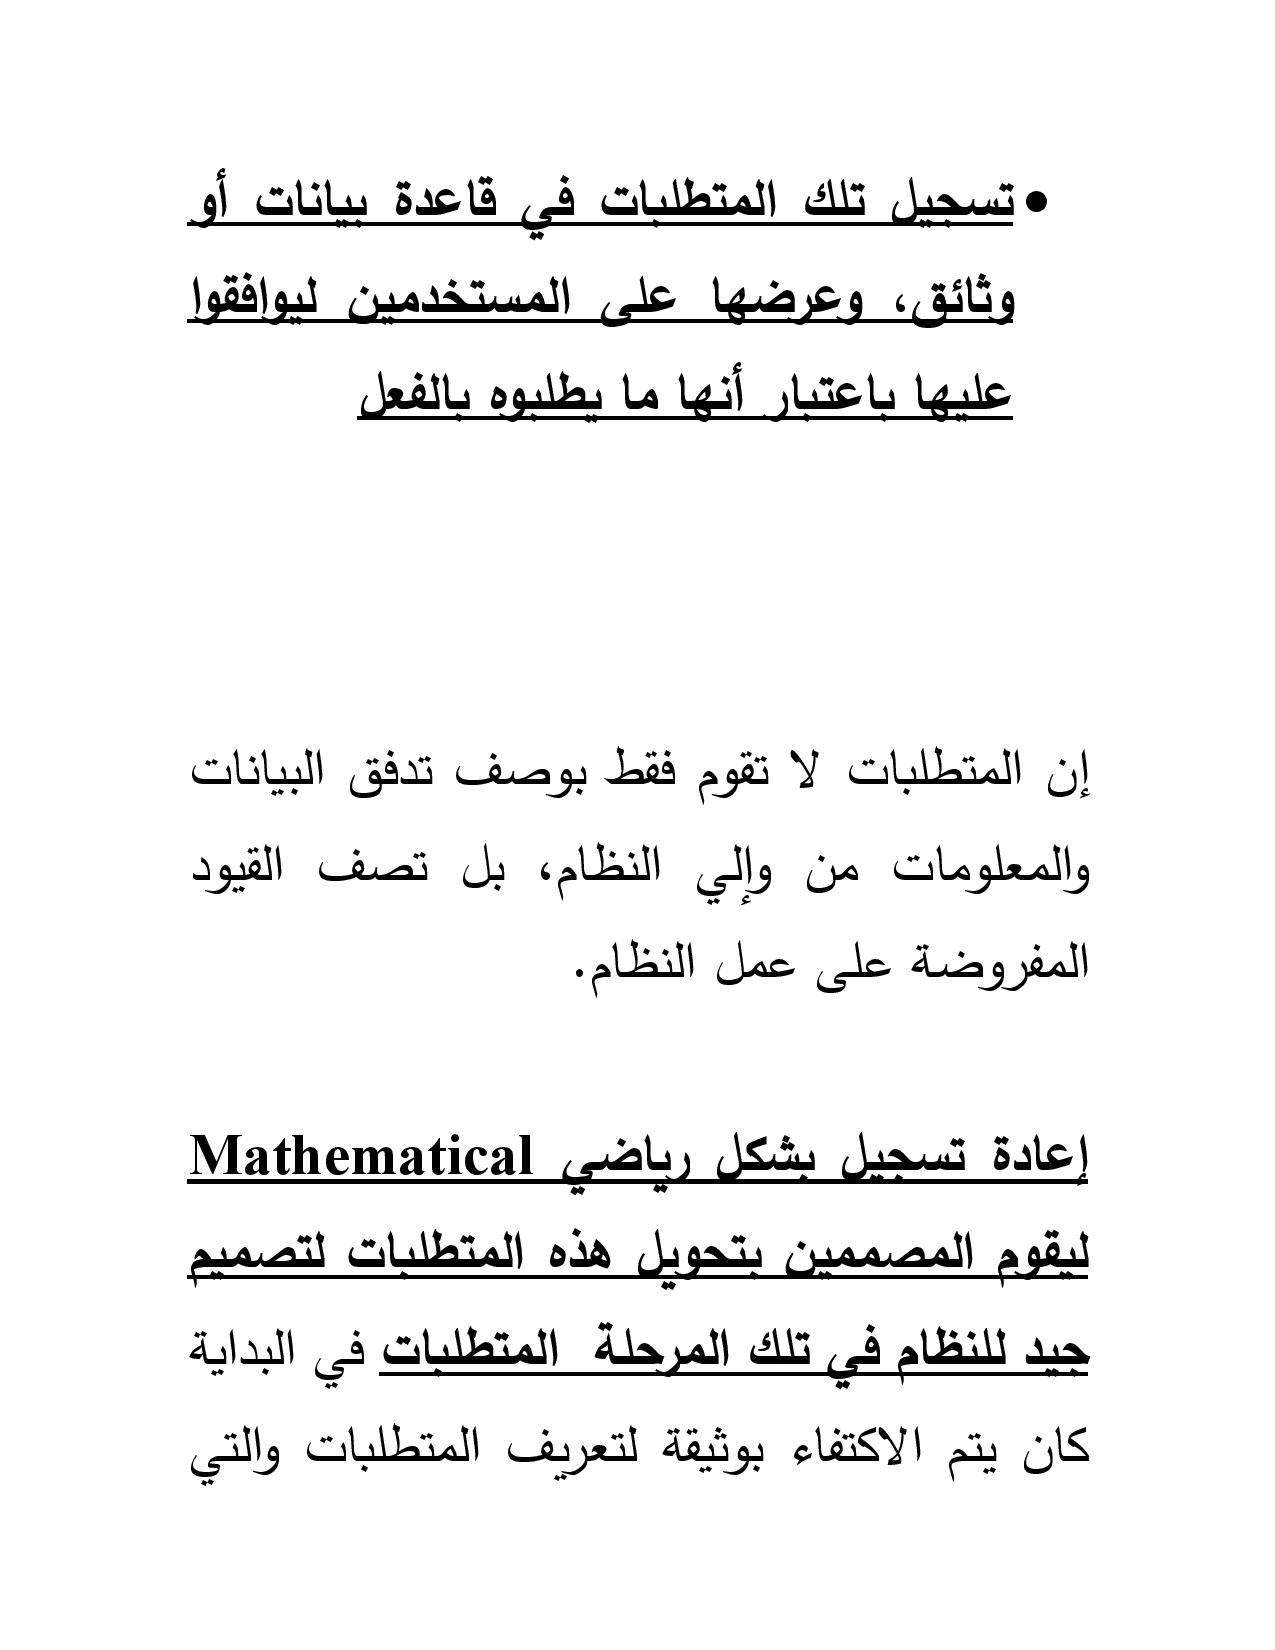 • تسجيل تلك المتطلبات في قاعدة بيانات أو
وثائق، وعرضها على المستخدمين ليوافقوا
عليها باعتبار أنها ما يطلبوه بالفعل
إن المتطلبات لا تقوم فقط بوصف تدفق البيانات
والمعلومات من وإلي النظام، بل تصف القيود
المفروضة على عمل النظام.
إعادة تسجيل بشكل رياضي Mathematical
ليقوم المصممين بتحويل هذه المتطلبات لتصميم
جيد للنظام في تلك المرحلة المتطلبات في البداية
كان يتم الاكتفاء بوثيقة لتعريف المتطلبات والتي